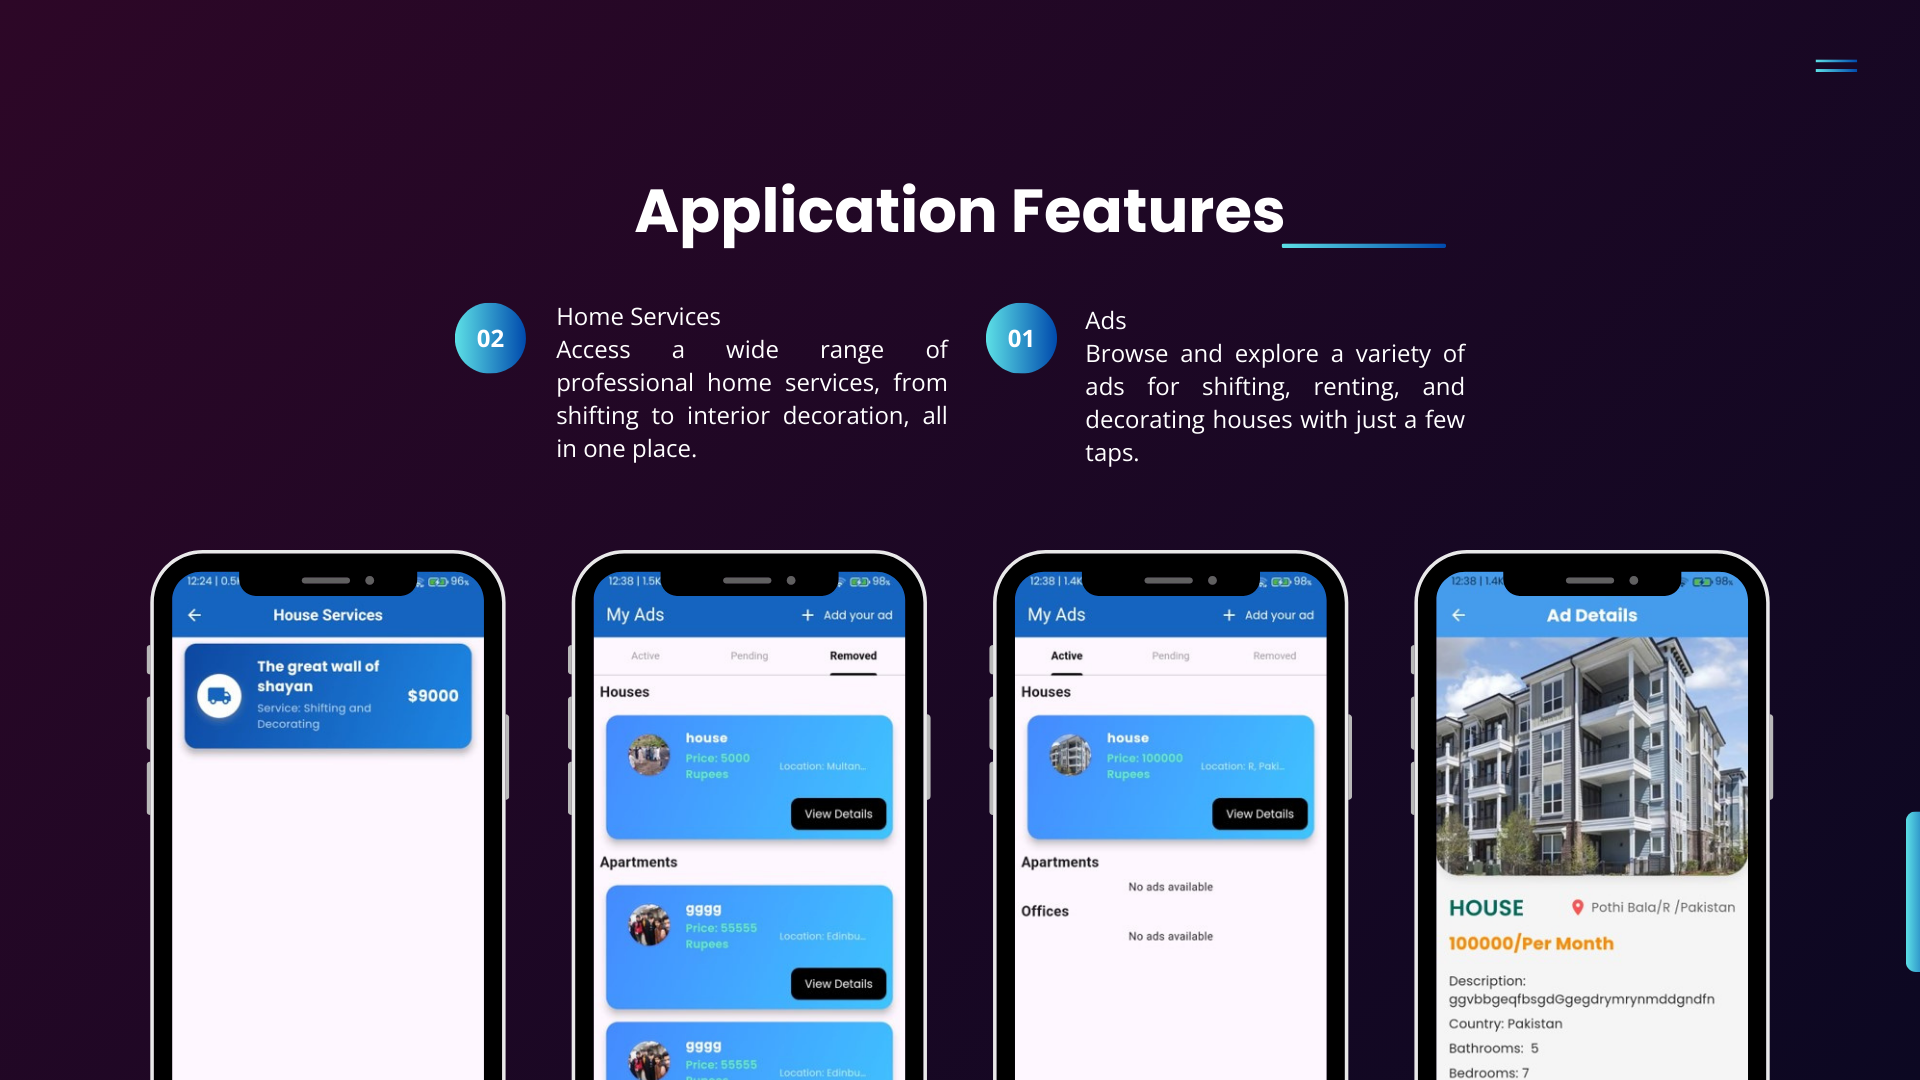 Application Features
02
Home Services
Access a wide range of
professional home services, from
shifting to interior decoration, all
in one place.
01
Ads
Browse and explore a variety of
ads for shifting, renting, and
decorating houses with just a few
taps.
12:24 | 0.5 96%
House Services
The great wall of
shayan
Service: Shifting and
Decorating
$9000
12:38 | 1.5K 98%
My Ads + Add your ad
Active Pending Removed
Houses
house
Price: 5000
Rupees
Location: Multan...
View Details
Apartments
gggg
Price: 55555
Rupees
Location: Edinbu...
View Details
gggg
Price: 55555
Rupees
Location: Edinbu...
12:38 | 1.4K 98%
My Ads + Add your ad
Active Pending Removed
Houses
house
Price: 100000
Rupees
Location: R, Paki...
View Details
Apartments
No ads available
Offices
No ads available
12:38 | 1.4K 98%
Ad Details
HOUSE
Pothi Bala/R /Pakistan
100000/Per Month
Description:
ggvbbgeqfbsgdGgegdrymrynmddgndfn
Country: Pakistan
Bathrooms: 5
Bedrooms: 7